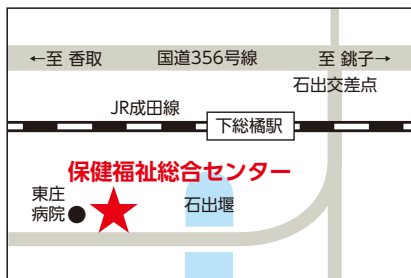 ←至 香取
国道356号線
至 銚子→
石出交差点
JR成田線
下総橘駅
保健福祉総合センター
東庄
病院
石出堰